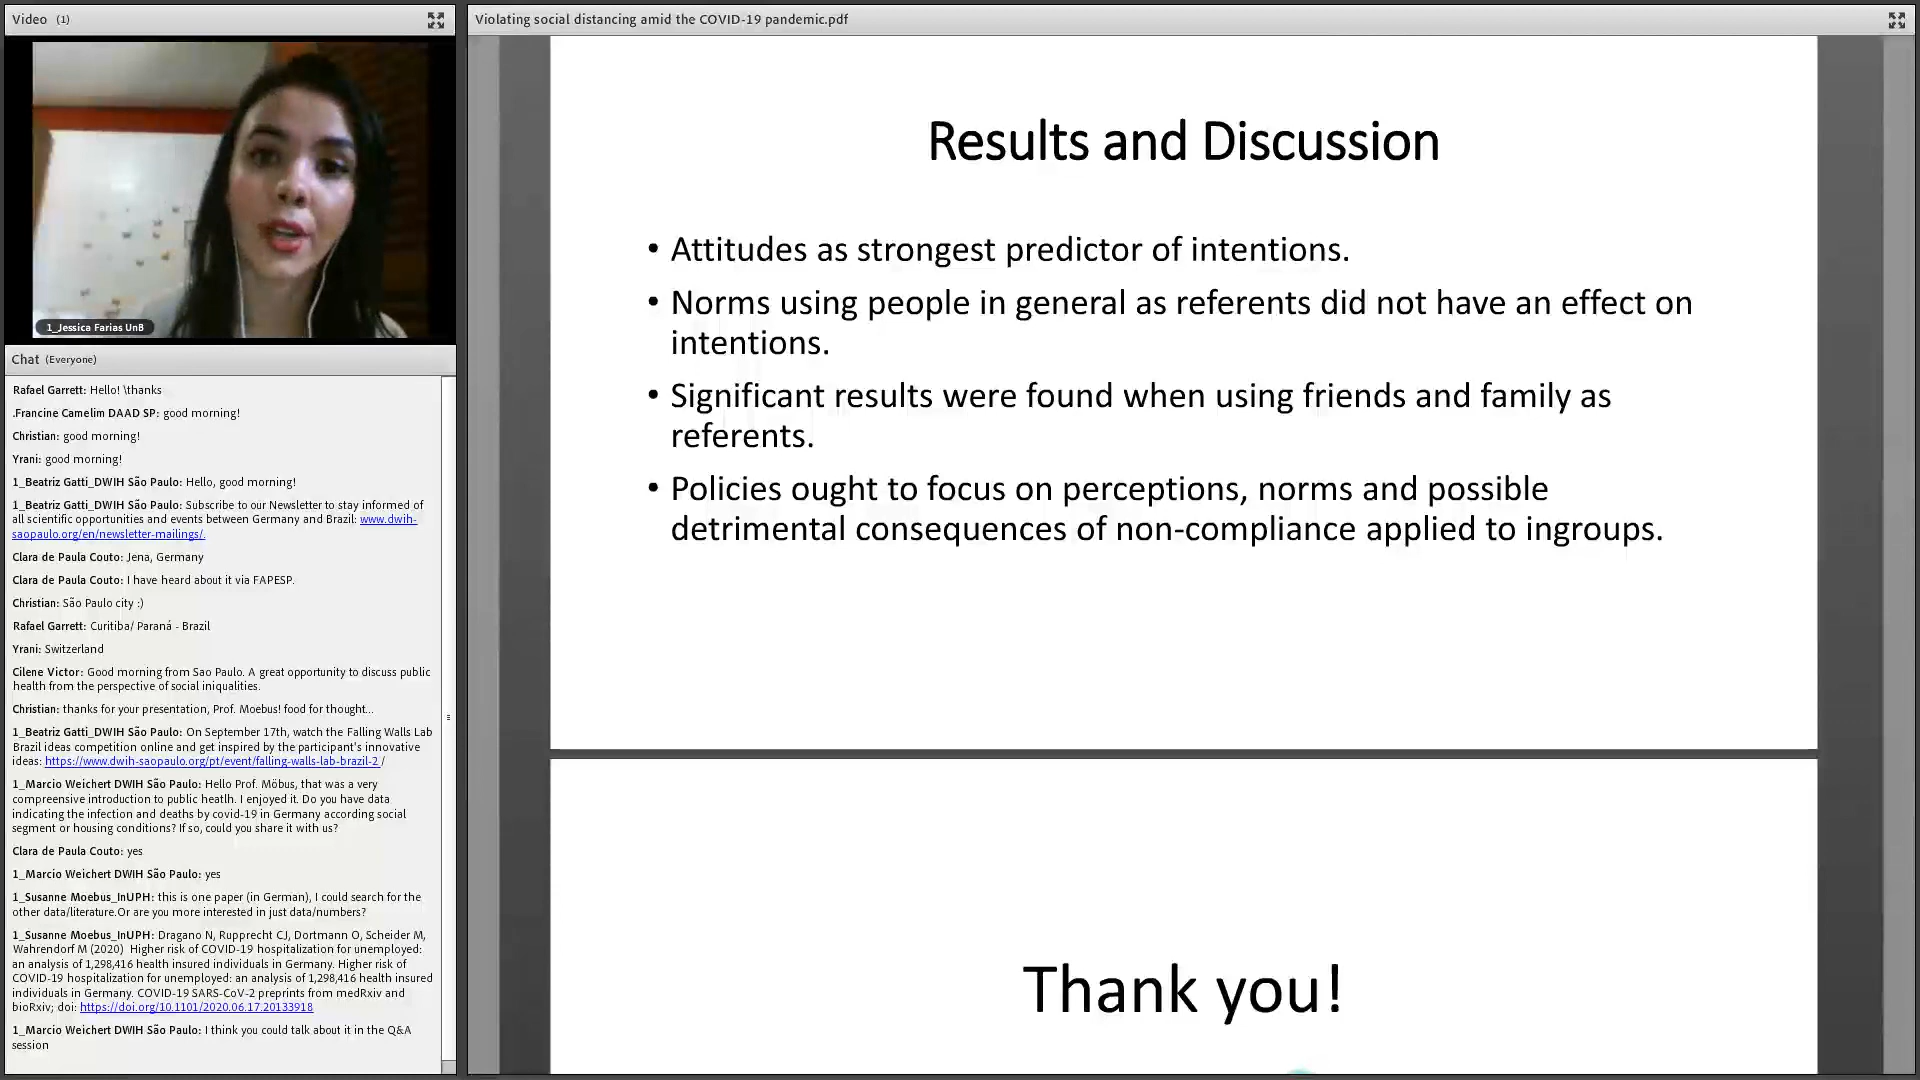 Video (1)
1_Jessica Farias UnB
Chat (Everyone)
Rafael Garrett: Hello! \thanks
.Francine Camelim DAAD SP: good morning!
Christian: good morning!
Yrani: good morning!
1_Beatriz Gatti_DWIH São Paulo: Hello, good morning!
1_Beatriz Gatti_DWIH São Paulo: Subscribe to our Newsletter to stay informed of
all scientific opportunities and events between Germany and Brazil: www.dwih-
saopaulo.org/en/newsletter-mailings/.
Clara de Paula Couto: Jena, Germany
Clara de Paula Couto: I have heard about it via FAPESP.
Christian: São Paulo city :)
Rafael Garrett: Curitiba/ Paraná - Brazil
Yrani: Switzerland
Cilene Victor: Good morning from Sao Paulo. A great opportunity to discuss public
health from the perspective of social iniqualities.
Christian: thanks for your presentation, Prof. Moebus! food for thought...
1_Beatriz Gatti_DWIH São Paulo: On September 17th, watch the Falling Walls Lab
Brazil ideas competition online and get inspired by the participant's innovative
ideas: https://www.dwih-saopaulo.org/pt/event/falling-walls-lab-brazil-2 /
1_Marcio Weichert DWIH São Paulo: Hello Prof. Möbus, that was a very
compreensive introduction to public heatlh. I enjoyed it. Do you have data
indicating the infection and deaths by covid-19 in Germany according social
segment or housing conditions? If so, could you share it with us?
Clara de Paula Couto: yes
1_Marcio Weichert DWIH São Paulo: yes
1_Susanne Moebus_InUPH: this is one paper (in German), I could search for the
other data/literature.Or are you more interested in just data/numbers?
1_Susanne Moebus_InUPH: Dragano N, Rupprecht CJ, Dortmann O, Scheider M,
Wahrendorf M (2020) Higher risk of COVID-19 hospitalization for unemployed:
an analysis of 1,298,416 health insured individuals in Germany. Higher risk of
COVID-19 hospitalization for unemployed: an analysis of 1,298,416 health insured
individuals in Germany. COVID-19 SARS-CoV-2 preprints from medRxiv and
bioRxiv; doi: https://doi.org/10.1101/2020.06.17.20133918
1_Marcio Weichert DWIH São Paulo: I think you could talk about it in the Q&A
session
Violating social distancing amid the COVID-19 pandemic.pdf
Results and Discussion
• Attitudes as strongest predictor of intentions.
• Norms using people in general as referents did not have an effect on
intentions.
• Significant results were found when using friends and family as
referents.
• Policies ought to focus on perceptions, norms and possible
detrimental consequences of non-compliance applied to ingroups.
Thank you!